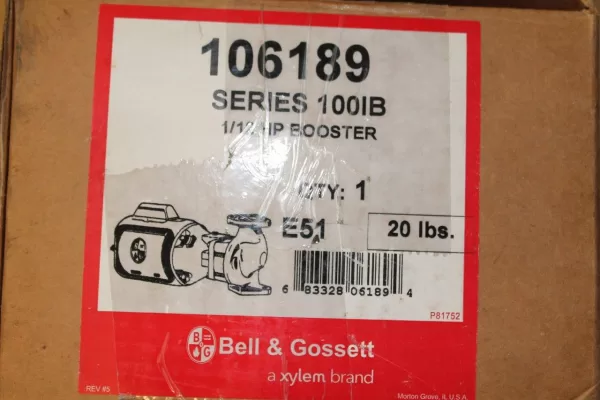 106189
SERIES 100IB
1/12 HP BOOSTER
QTY: 1
E51
20 lbs.
6 83328 06189 4
P81752
B G
Bell & Gossett
a xylem brand
REV #5
Morton Grove, IL U.S.A.